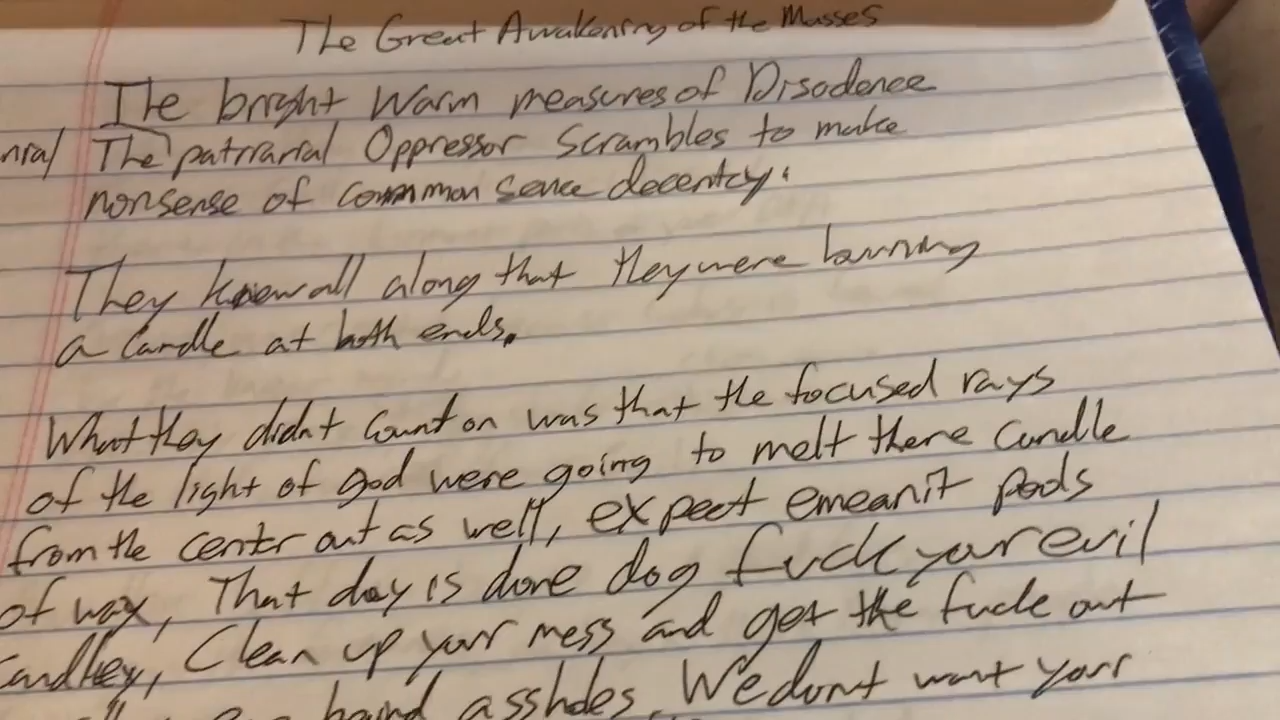 The Great Awakening of the Masses
The bright Warm measures of Disodence
The patriarial Oppressor Scrambles to make
nonsense of common sence decentcy.
They knew all along that they were burning
a Candle at both ends.
What they didnt Count on was that the focused rays
of the light of god were going to melt there Candle
from the center out as well, expect emeanit pools
of wax, That day is done dog fuck your evil
Clean up your mess and get the fuck out
hand assholes. We dont want your